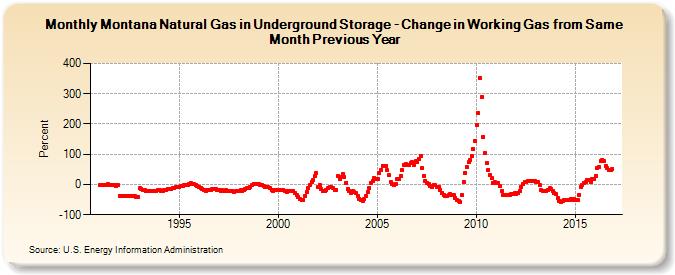 Monthly Montana Natural Gas in Underground Storage - Change in Working Gas from Same
Month Previous Year
Percent
400
300
200
100
0
-100
1995
2000
2005
2010
2015
Source: U.S. Energy Information Administration